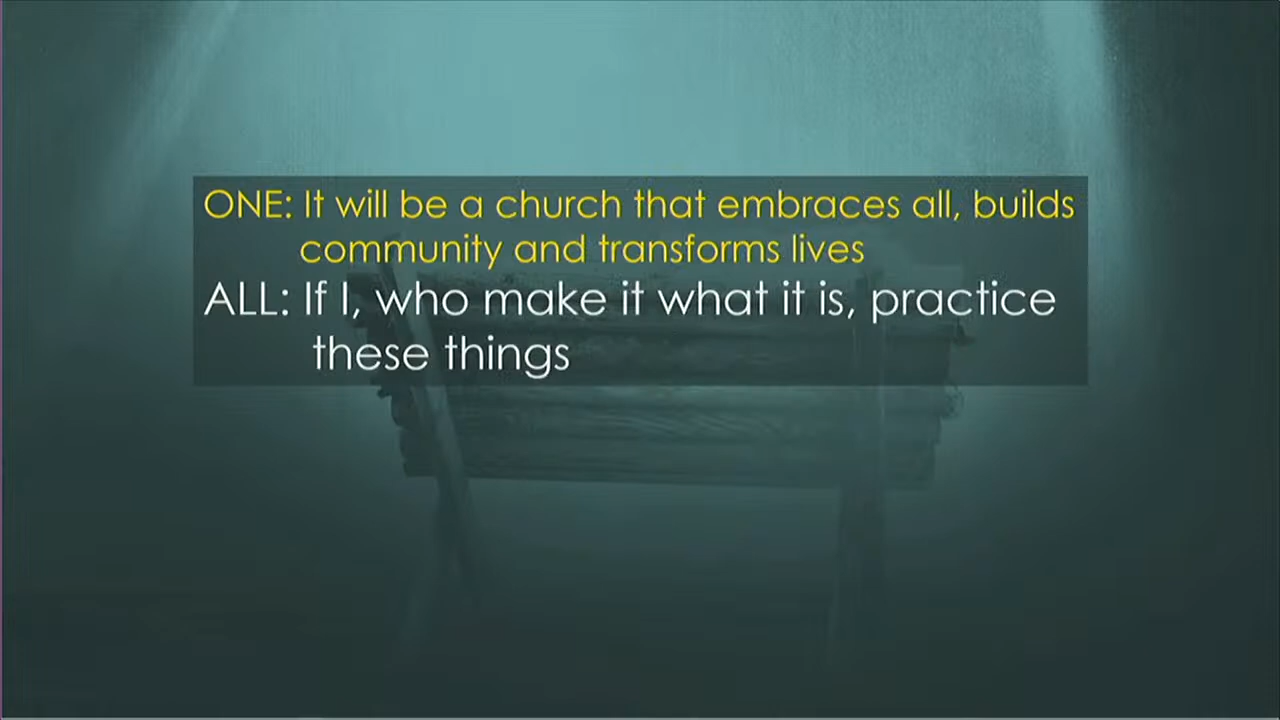 ONE: It will be a church that embraces all, builds
community and transforms lives
ALL: If I, who make it what it is, practice
these things